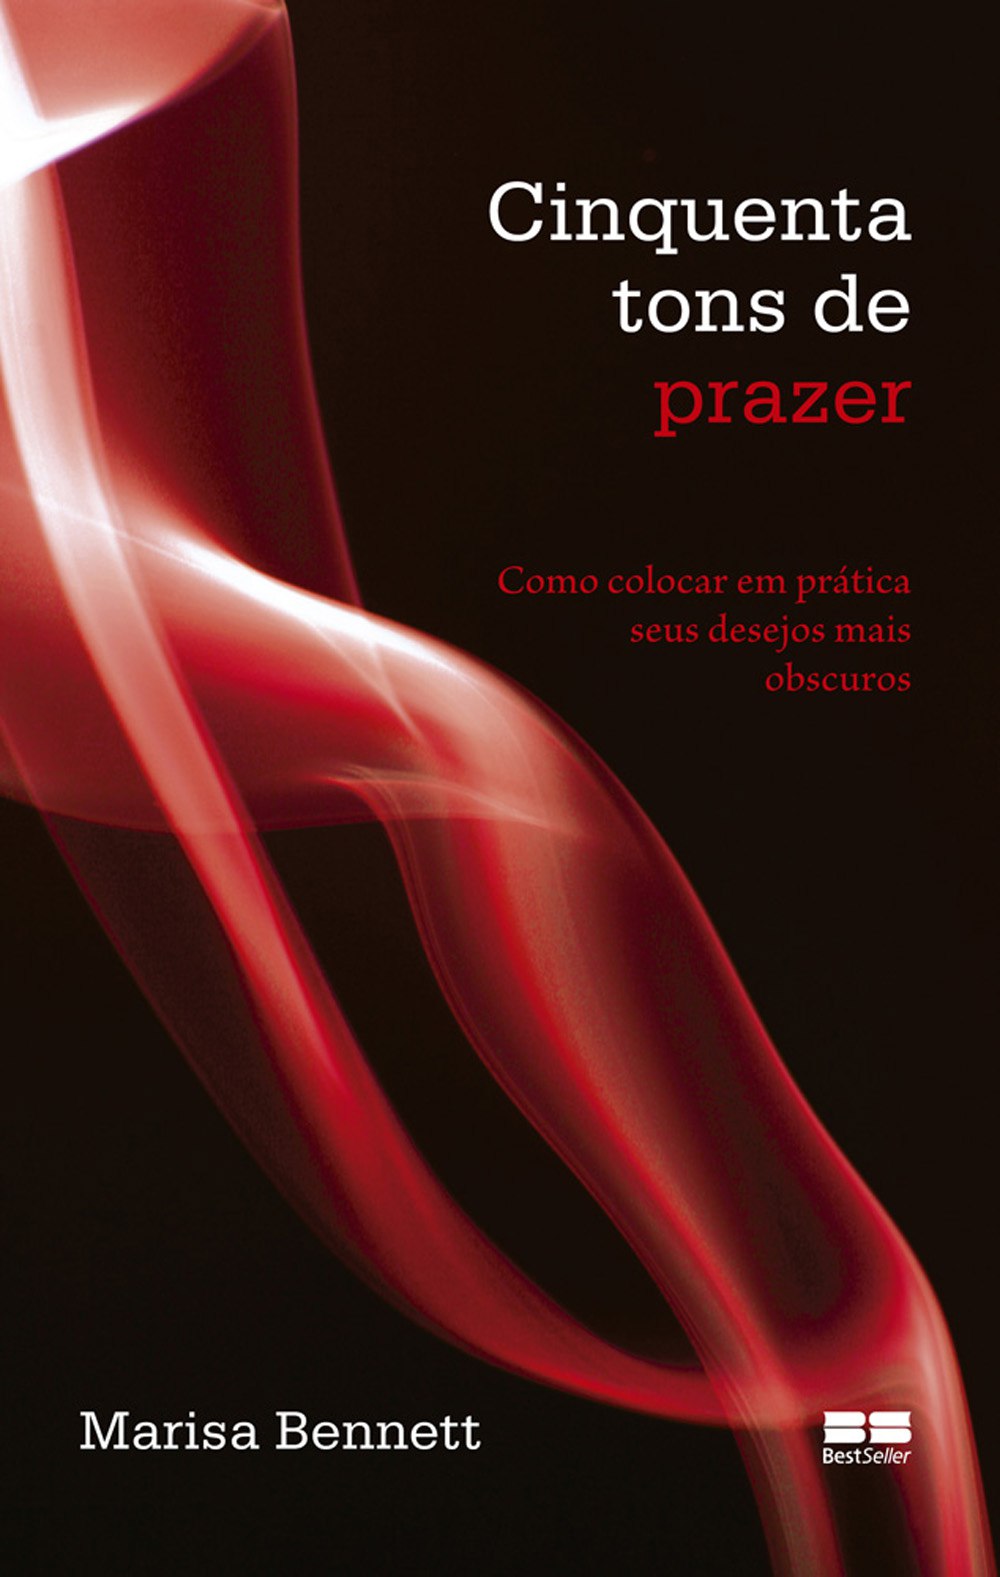 Cinquenta
tons de
prazer
Como colocar em prática
seus desejos mais
obscuros
Marisa Bennett
BestSeller